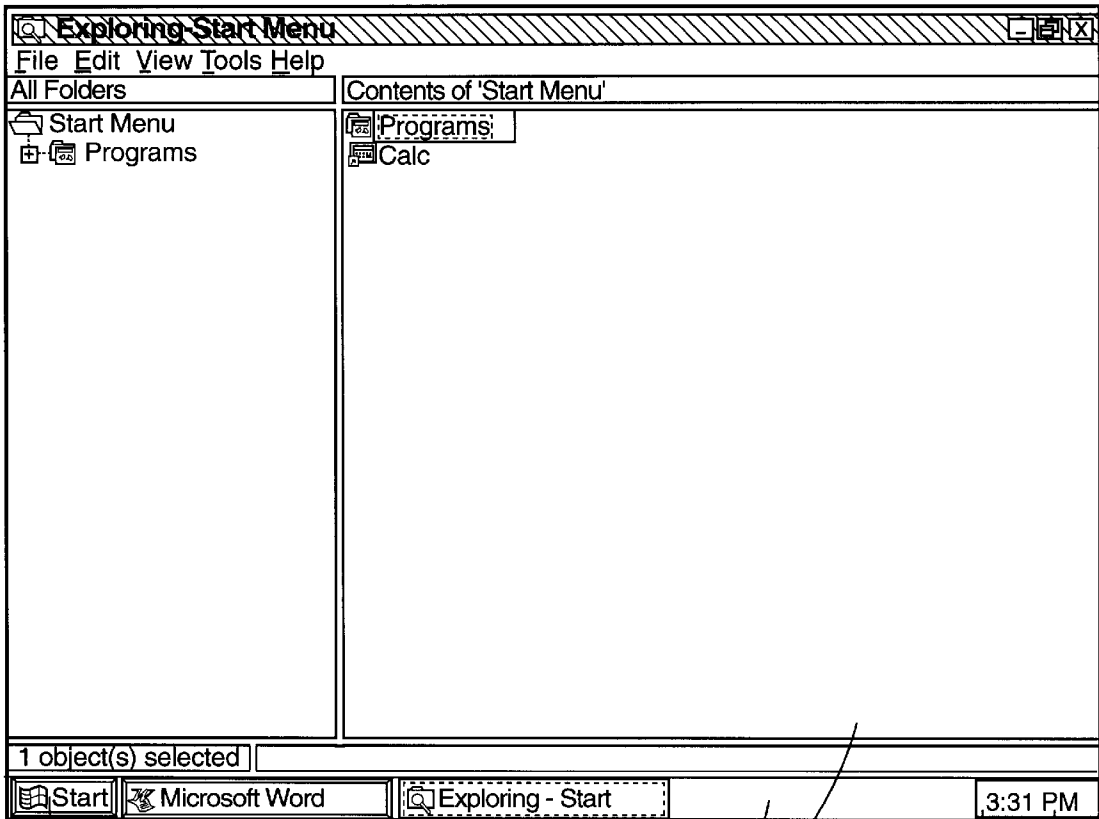 Exploring-Start Menu
File Edit View Tools Help
All Folders
Contents of 'Start Menu'
Start Menu
Programs
Programs
Calc
1 object(s) selected
Start
Microsoft Word
Exploring - Start
3:31 PM